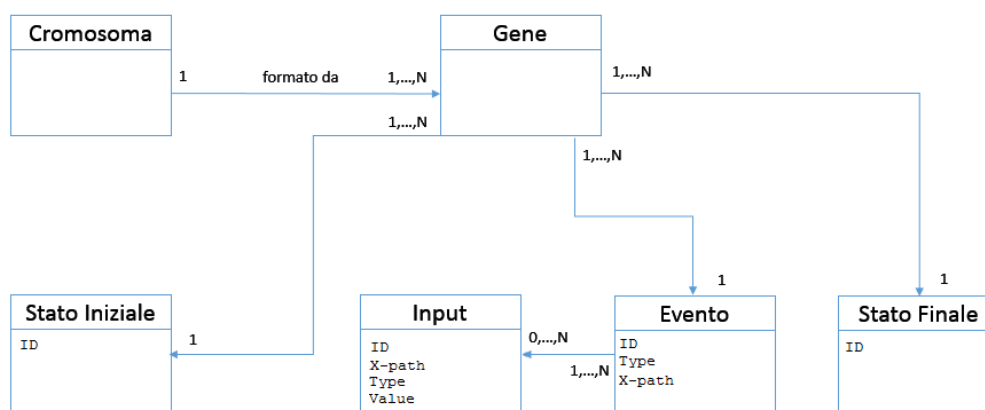 Cromosoma
Gene
1
formato da
1,...,N
1,...,N
1,...,N
1,...,N
1
1
Stato Iniziale
ID
1
Input
ID
X-path
Type
Value
0,...,N
1,...,N
Evento
ID
Type
X-path
Stato Finale
ID